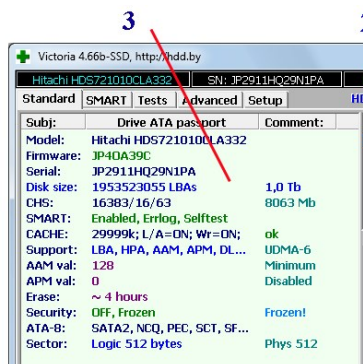 3
Victoria 4.66b-SSD, http://hdd.by
Hitachi HDS721010CLA332 SN: JP2911HQ29N1PA
Standard SMART Tests Advanced Setup
Subj: Drive ATA passport Comment:
Model: Hitachi HDS721010CLA332
Firmware: JP4OA39C
Serial: JP2911HQ29N1PA
Disk size: 1953523055 LBAs 1,0 Tb
CHS: 16383/16/63 8063 Mb
SMART: Enabled, Errlog, Selftest
CACHE: 29999k; L/A=ON; Wr=ON; ok
Support: LBA, HPA, AAM, APM, DL... UDMA-6
AAM val: 128 Minimum
APM val: 0 Disabled
Erase: ~ 4 hours
Security: OFF, Frozen Frozen!
ATA-8: SATA2, NCQ, PEC, SCT, SF...
Sector: Logic 512 bytes Phys 512